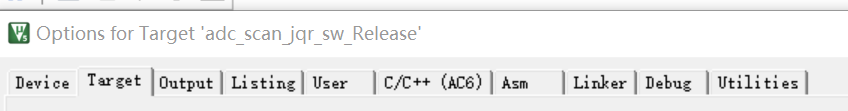 Options for Target 'adc_scan_jqr_sw_Release'
Device Target Output Listing User C/C++ (AC6) Asm Linker Debug Utilities